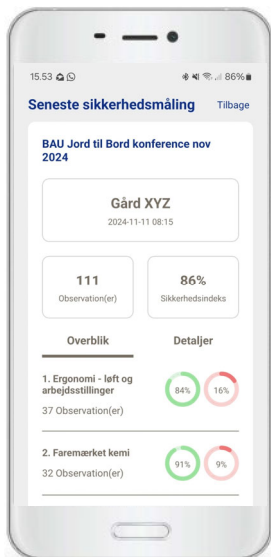 15.53 86%
Seneste sikkerhedsmåling Tilbage
BAU Jord til Bord konference nov
2024
Gård XYZ
2024-11-11 08:15
111 86%
Observation(er) Sikkerhedsindeks
Overblik Detaljer
1. Ergonomi - løft og
arbejdsstillinger
84% 16%
37 Observation(er)
2. Faremærket kemi
91% 9%
32 Observation(er)